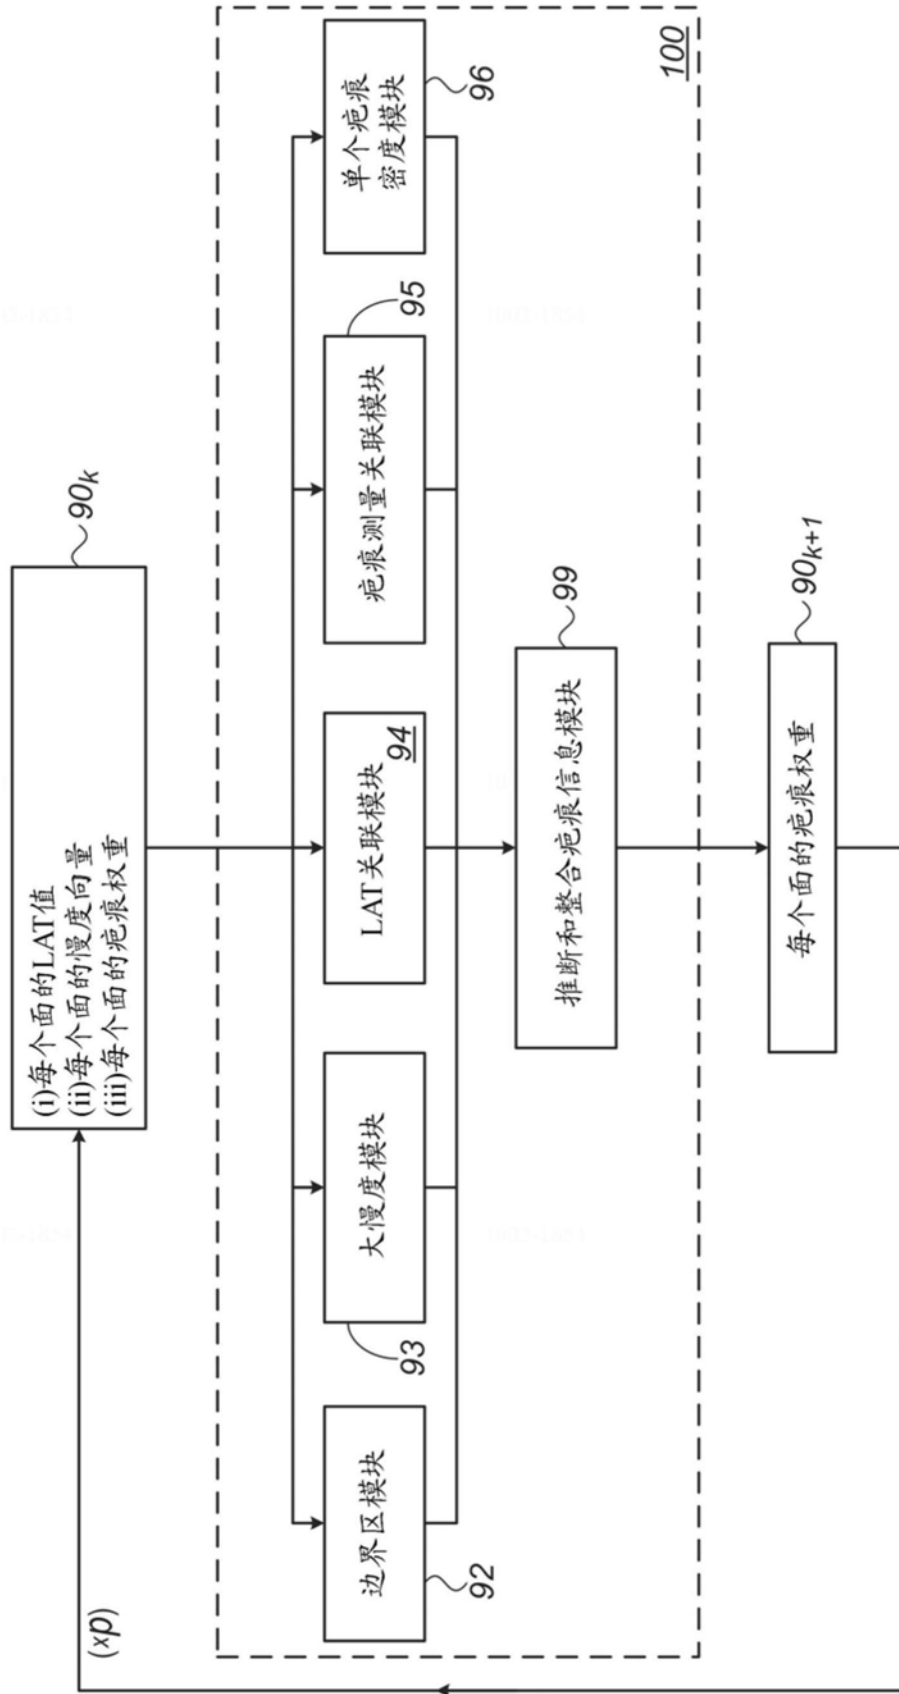 (i)每个面的LAT值
(ii)每个面的慢度向量
(iii)每个面的疤痕权重
90k
(xp)
边界区模块
92
大慢度模块
93
LAT关联模块
94
疤痕测量关联模块
95
单个疤痕
密度模块
96
推断和整合疤痕信息模块
99
100
每个面的疤痕权重
90k+1